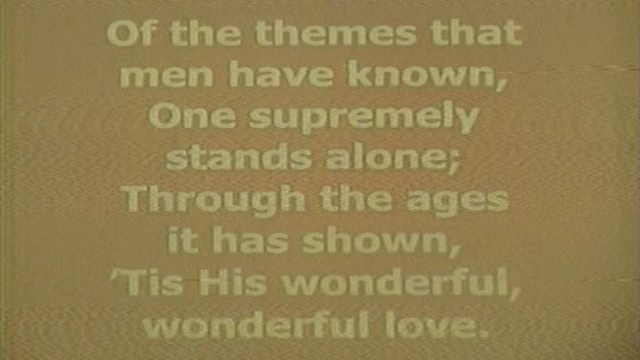 Of the themes that
men have known,
One supremely
stands alone;
Through the ages
it has shown,
'Tis His wonderful,
wonderful love.